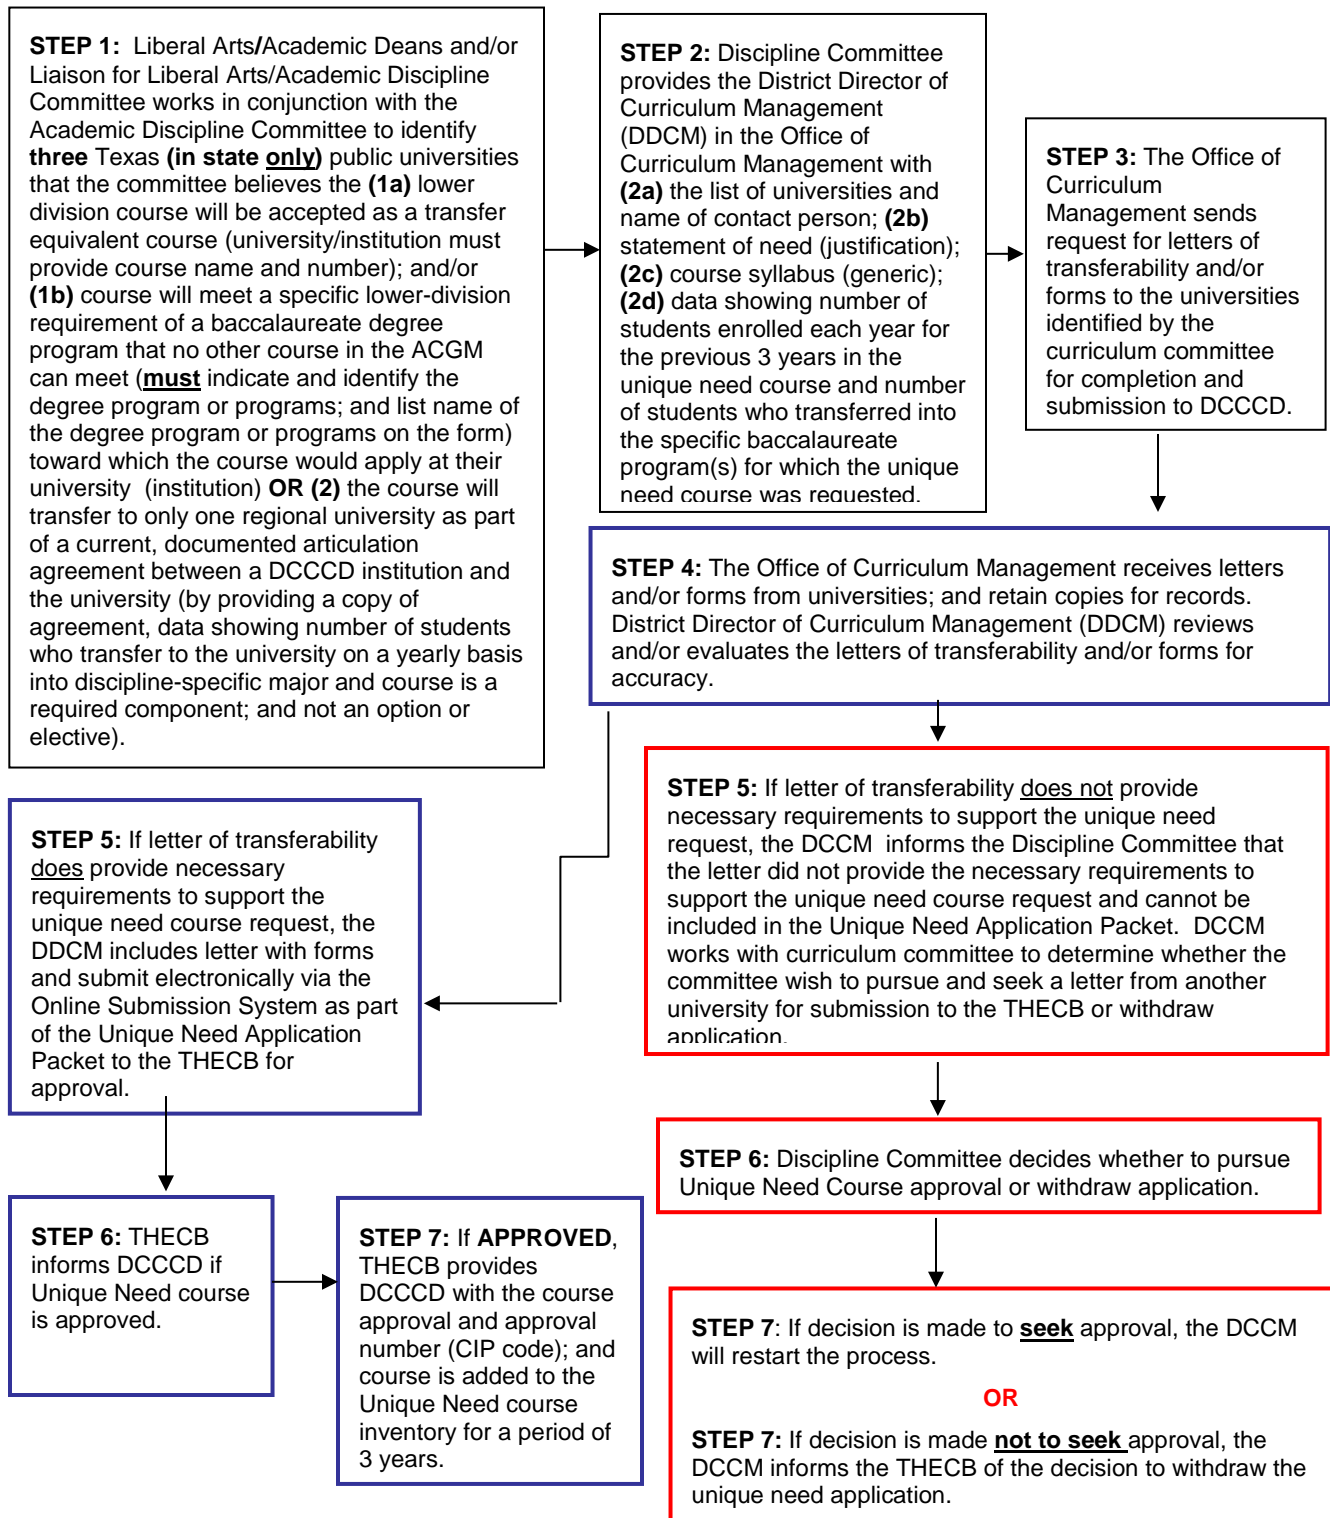 STEP 1:  Liberal Arts/Academic Deans and/or
Liaison for Liberal Arts/Academic Discipline
Committee works in conjunction with the
Academic Discipline Committee to identify
three Texas (in state only) public universities
that the committee believes the (1a) lower
division course will be accepted as a transfer
equivalent course (university/institution must
provide course name and number); and/or
(1b) course will meet a specific lower-division
requirement of a baccalaureate degree
program that no other course in the ACGM
can meet (must indicate and identify the
degree program or programs; and list name of
the degree program or programs on the form)
toward which the course would apply at their
university  (institution) OR (2) the course will
transfer to only one regional university as part
of a current, documented articulation
agreement between a DCCCD institution and
the university (by providing a copy of
agreement, data showing number of students
who transfer to the university on a yearly basis
into discipline-specific major and course is a
required component; and not an option or
elective).
STEP 2: Discipline Committee
provides the District Director of
Curriculum Management
(DDCM) in the Office of
Curriculum Management with
(2a) the list of universities and
name of contact person; (2b)
statement of need (justification);
(2c) course syllabus (generic);
(2d) data showing number of
students enrolled each year for
the previous 3 years in the
unique need course and number
of students who transferred into
the specific baccalaureate
program(s) for which the unique
need course was requested.
STEP 3: The Office of
Curriculum
Management sends
request for letters of
transferability and/or
forms to the universities
identified by the
curriculum committee
for completion and
submission to DCCCD.
STEP 4: The Office of Curriculum Management receives letters
and/or forms from universities; and retain copies for records.
District Director of Curriculum Management (DDCM) reviews
and/or evaluates the letters of transferability and/or forms for
accuracy.
STEP 5: If letter of transferability
does provide necessary
requirements to support the
unique need course request, the
DDCM includes letter with forms
and submit electronically via the
Online Submission System as part
of the Unique Need Application
Packet to the THECB for
approval.
STEP 5: If letter of transferability does not provide
necessary requirements to support the unique need
request, the DCCM  informs the Discipline Committee that
the letter did not provide the necessary requirements to
support the unique need course request and cannot be
included in the Unique Need Application Packet.  DCCM
works with curriculum committee to determine whether the
committee wish to pursue and seek a letter from another
university for submission to the THECB or withdraw
application.
STEP 6: Discipline Committee decides whether to pursue
Unique Need Course approval or withdraw application.
STEP 6: THECB
informs DCCCD if
Unique Need course
is approved.
STEP 7: If APPROVED,
THECB provides
DCCCD with the course
approval and approval
number (CIP code); and
course is added to the
Unique Need course
inventory for a period of
3 years.
STEP 7: If decision is made to seek approval, the DCCM
will restart the process.
OR
STEP 7: If decision is made not to seek approval, the
DCCM informs the THECB of the decision to withdraw the
unique need application.